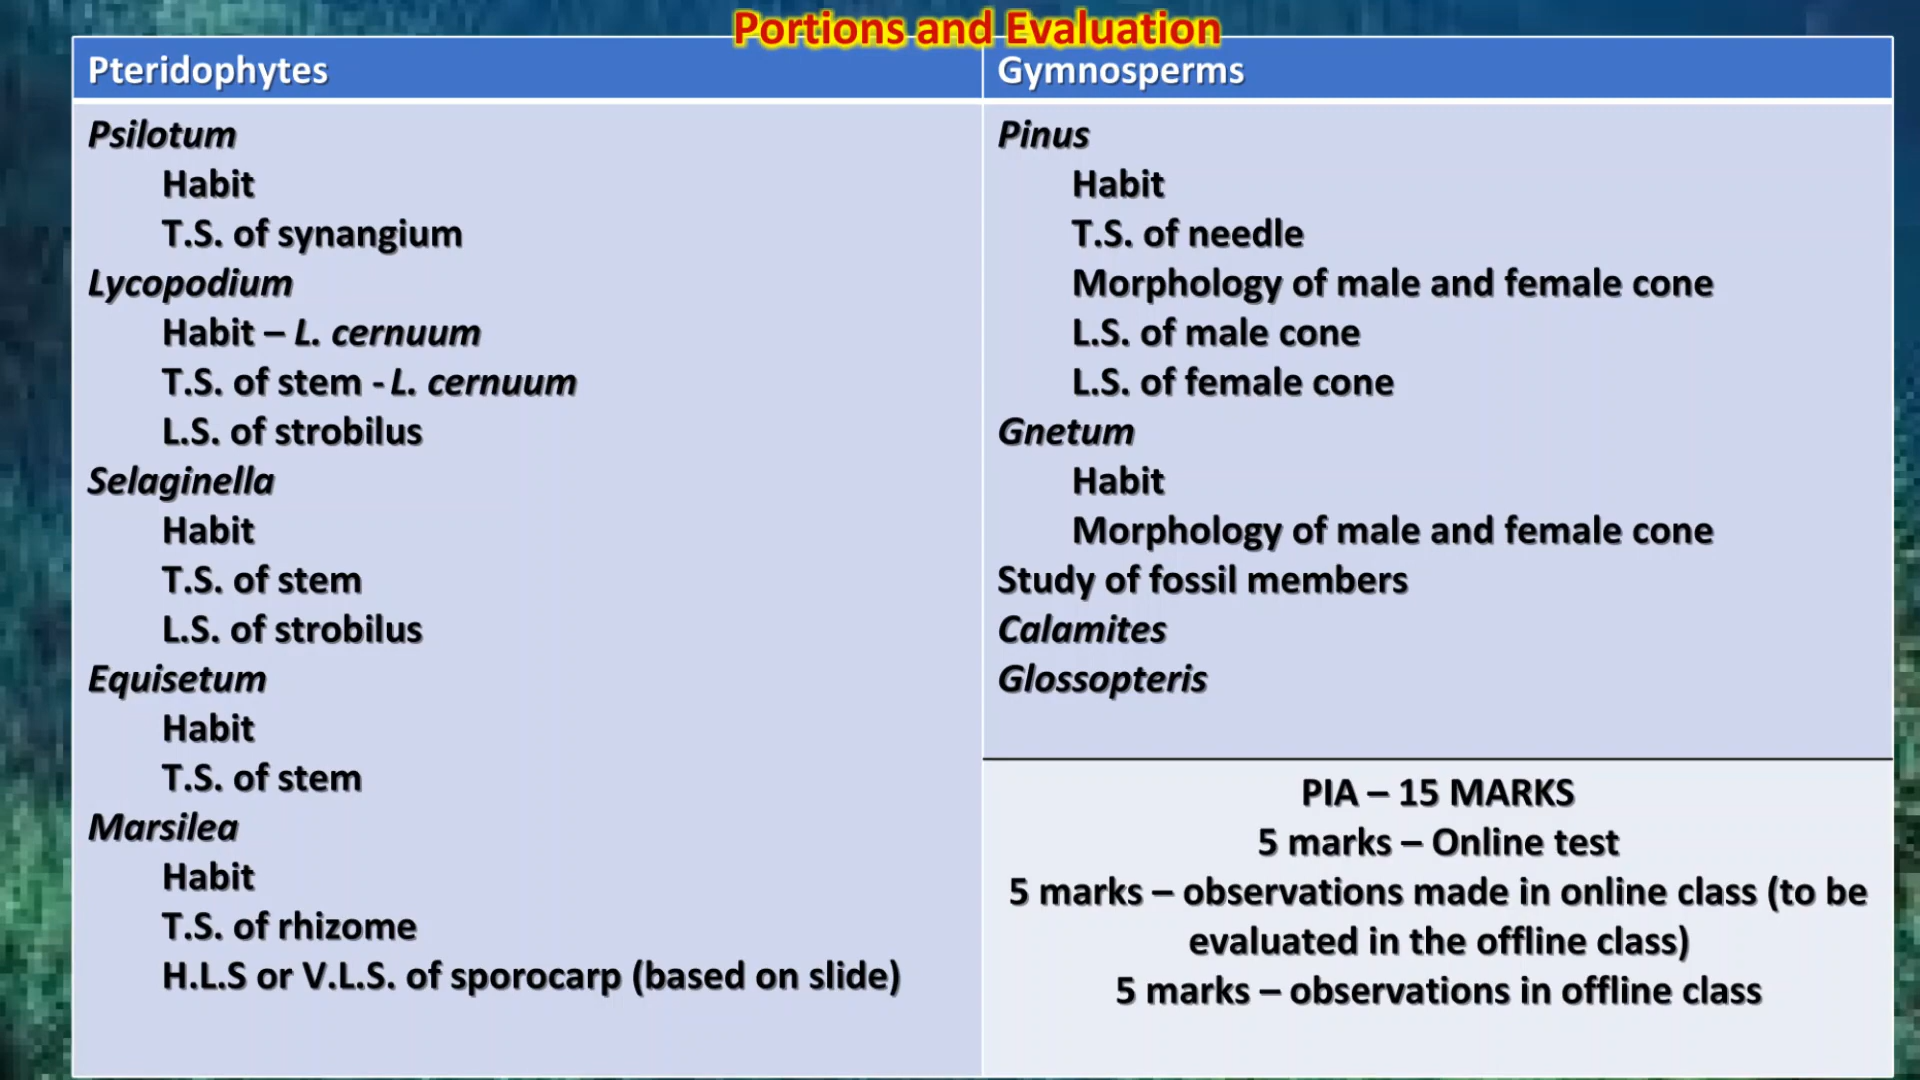 Portions and Evaluation
Pteridophytes
Psilotum
Habit
T.S. of synangium
Lycopodium
Habit – L. cernuum
T.S. of stem - L. cernuum
L.S. of strobilus
Selaginella
Habit
T.S. of stem
L.S. of strobilus
Equisetum
Habit
T.S. of stem
Marsilea
Habit
T.S. of rhizome
H.L.S or V.L.S. of sporocarp (based on slide)
Gymnosperms
Pinus
Habit
T.S. of needle
Morphology of male and female cone
L.S. of male cone
L.S. of female cone
Gnetum
Habit
Morphology of male and female cone
Study of fossil members
Calamites
Glossopteris
PIA – 15 MARKS
5 marks – Online test
5 marks – observations made in online class (to be
evaluated in the offline class)
5 marks – observations in offline class